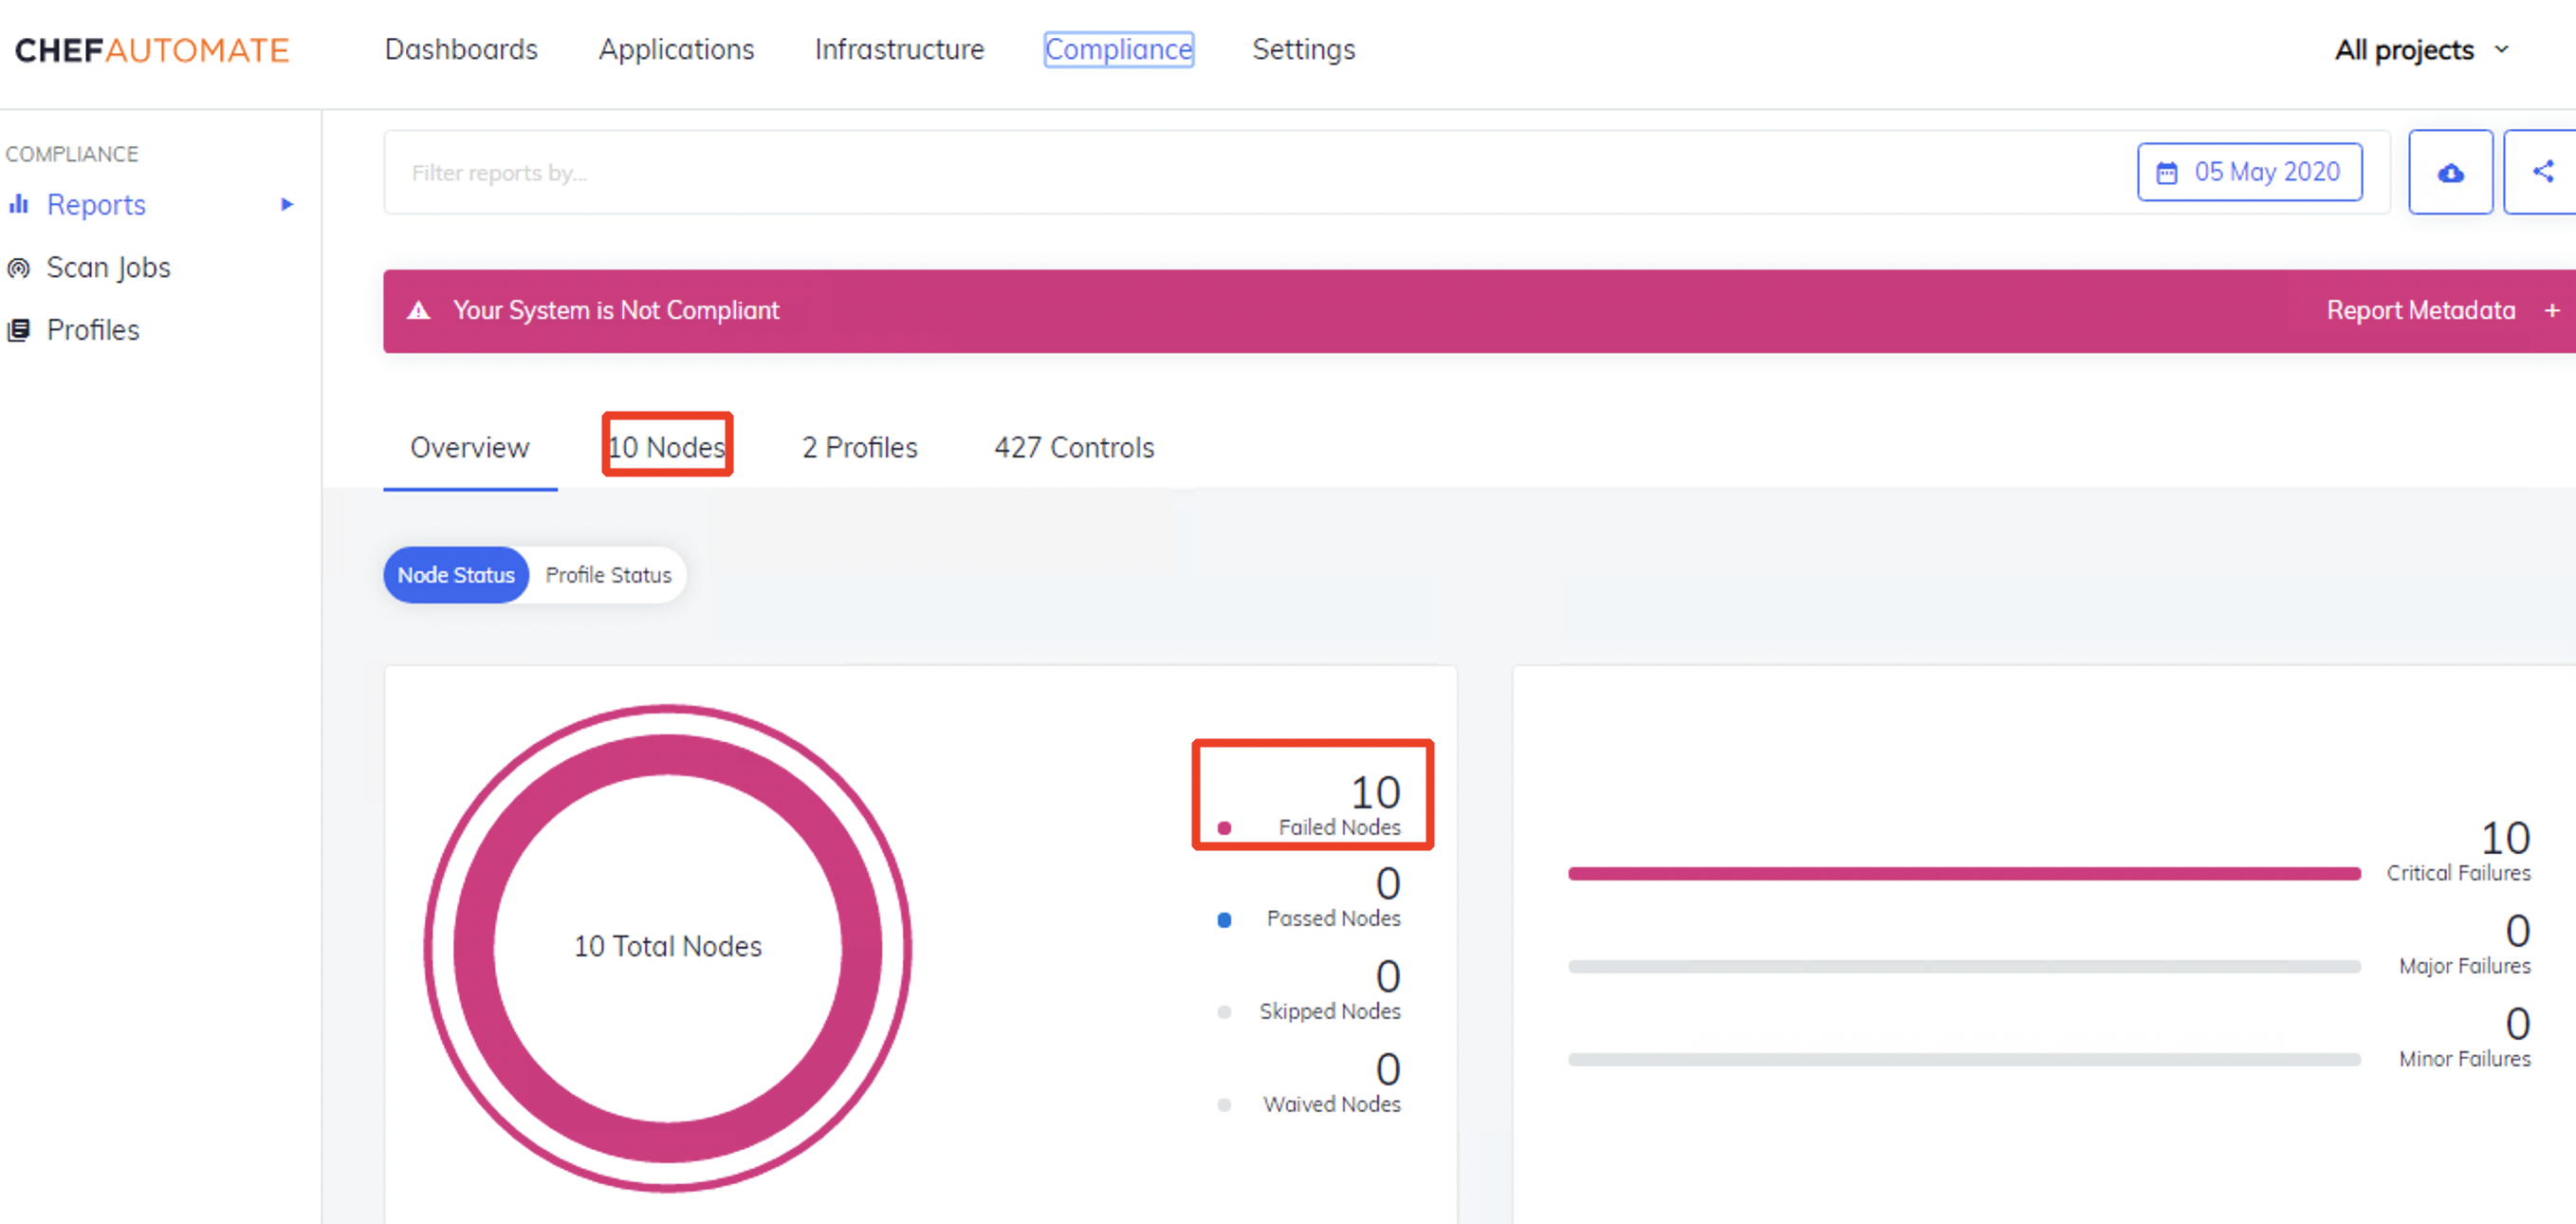 CHEFAUTOMATE
Dashboards
Applications
Infrastructure
Compliance
Settings
All projects
COMPLIANCE
Reports
Scan Jobs
Profiles
Filter reports by...
05 May 2020
Your System is Not Compliant
Report Metadata +
Overview
10 Nodes
2 Profiles
427 Controls
Node Status
Profile Status
10 Total Nodes
10
Failed Nodes
0
Passed Nodes
0
Skipped Nodes
0
Waived Nodes
10
Critical Failures
0
Major Failures
0
Minor Failures